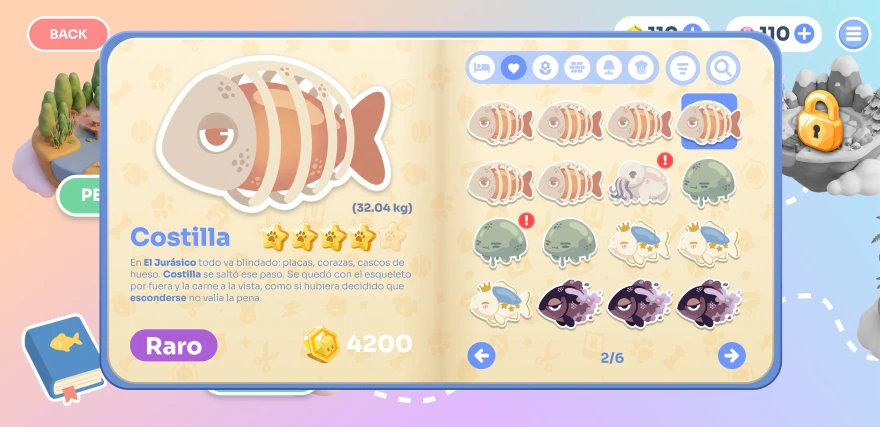 BACK
110
110
(32.04 kg)
Costilla
En El Jurásico todo va blindado: placas, corazas, cascos de
hueso. Costilla se saltó ese paso. Se quedó con el esqueleto
por fuera y la carne a la vista, como si hubiera decidido que
esconderse no valía la pena.
Raro
4200
2/6
PE